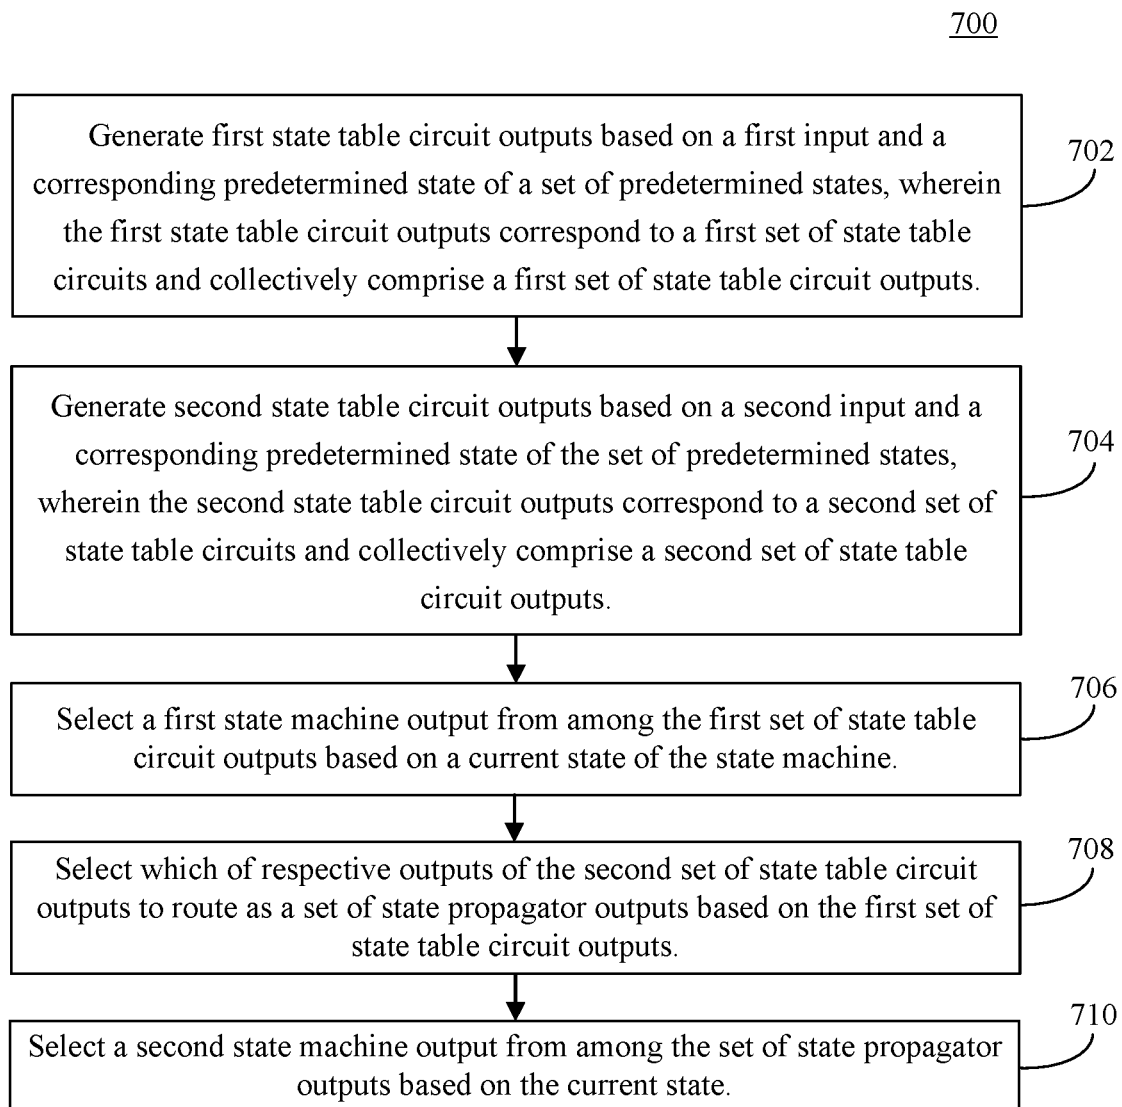 700
Generate first state table circuit outputs based on a first input and a
corresponding predetermined state of a set of predetermined states, wherein
the first state table circuit outputs correspond to a first set of state table
circuits and collectively comprise a first set of state table circuit outputs.
702
Generate second state table circuit outputs based on a second input and a
corresponding predetermined state of the set of predetermined states,
wherein the second state table circuit outputs correspond to a second set of
state table circuits and collectively comprise a second set of state table
circuit outputs.
704
Select a first state machine output from among the first set of state table
circuit outputs based on a current state of the state machine.
706
Select which of respective outputs of the second set of state table circuit
outputs to route as a set of state propagator outputs based on the first set of
state table circuit outputs.
708
Select a second state machine output from among the set of state propagator
outputs based on the current state.
710